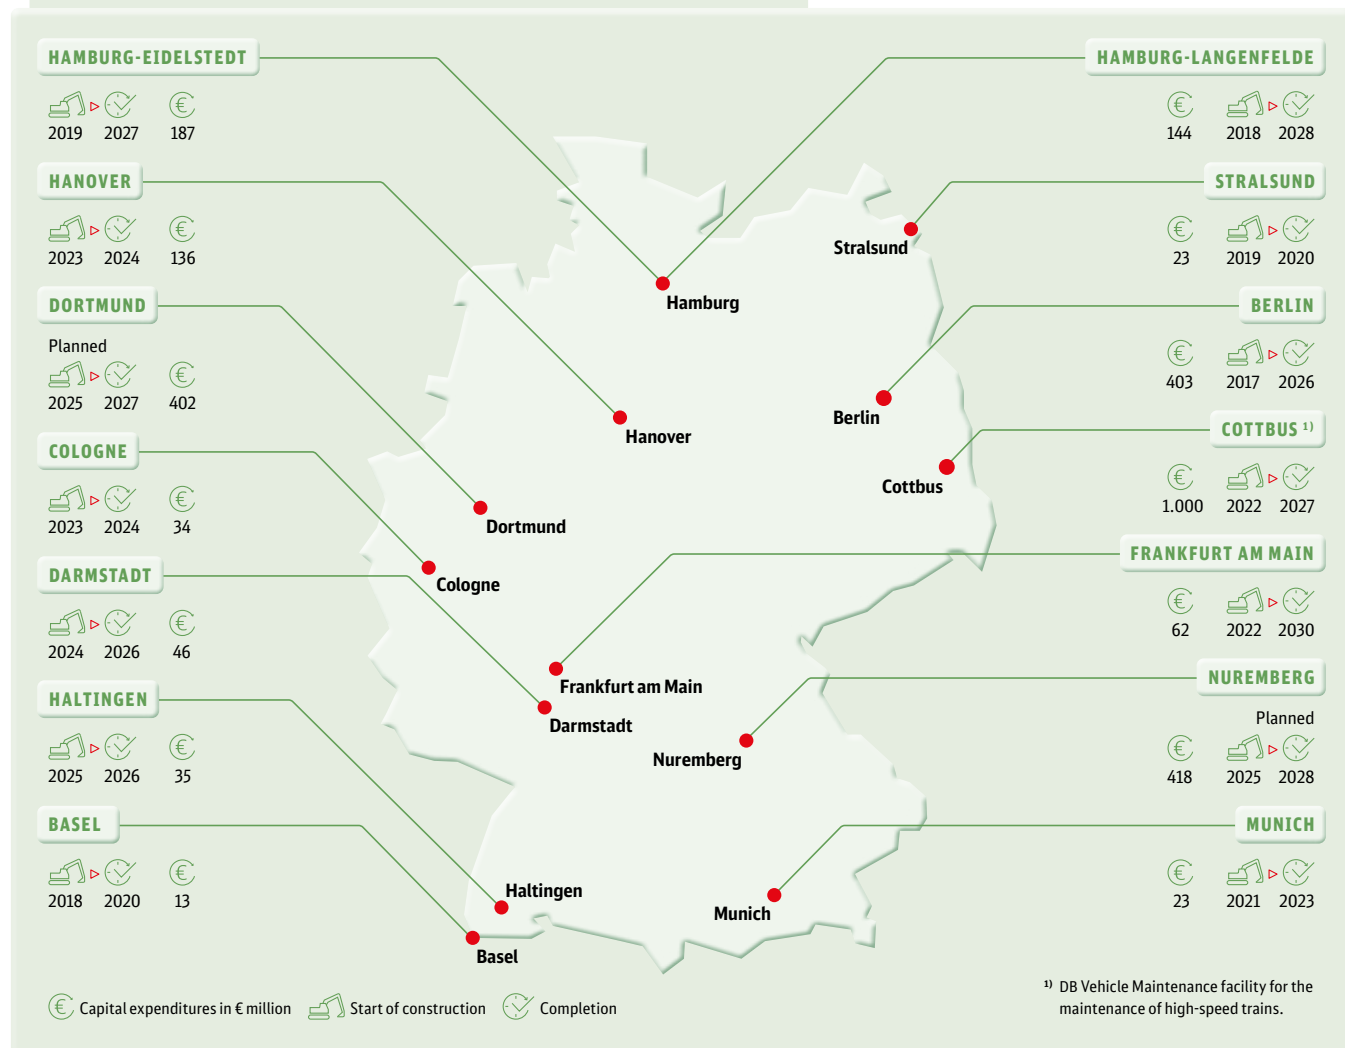 HAMBURG-EIDELSTEDT
2019 2027 187
HANOVER
2023 2024 136
DORTMUND
Planned
2025 2027 402
COLOGNE
2023 2024 34
DARMSTADT
2024 2026 46
HALTINGEN
2025 2026 35
BASEL
2018 2020 13
Stralsund
Hamburg
Berlin
Hanover
Cottbus
Dortmund
Cologne
Frankfurt am Main
Darmstadt
Nuremberg
Haltingen
Munich
Basel
HAMBURG-LANGENFELDE
144 2018 2028
STRALSUND
23 2019 2020
BERLIN
403 2017 2026
COTTBUS 1)
1.000 2022 2027
FRANKFURT AM MAIN
62 2022 2030
NUREMBERG
Planned
418 2025 2028
MUNICH
23 2021 2023
€ Capital expenditures in € million Start of construction Completion
1) DB Vehicle Maintenance facility for the
maintenance of high-speed trains.